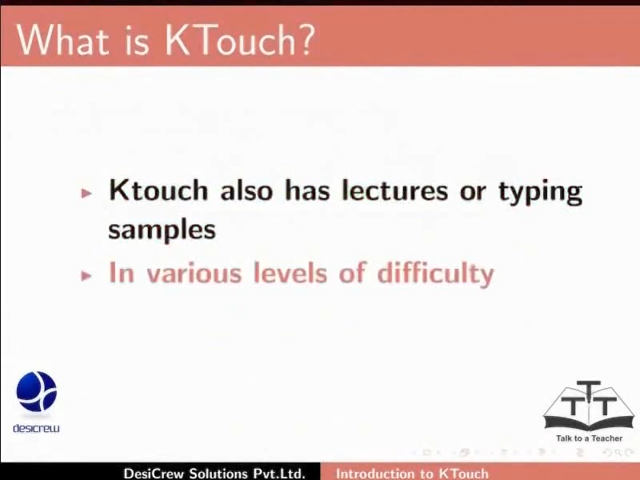 What is KTouch?
Ktouch also has lectures or typing
samples
In various levels of difficulty
desicrew
TTT
Talk to a Teacher
DesiCrew Solutions Pvt.Ltd. Introduction to KTouch